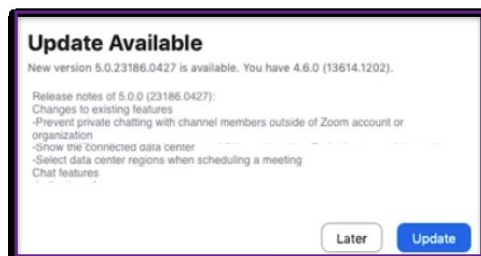 Update Available
New version 5.0.23186.0427 is available. You have 4.6.0 (13614.1202).
Release notes of 5.0.0 (23186.0427):
Changes to existing features
-Prevent private chatting with channel members outside of Zoom account or
organization
-Show the connected data center
-Select data center regions when scheduling a meeting
Chat features
Later
Update